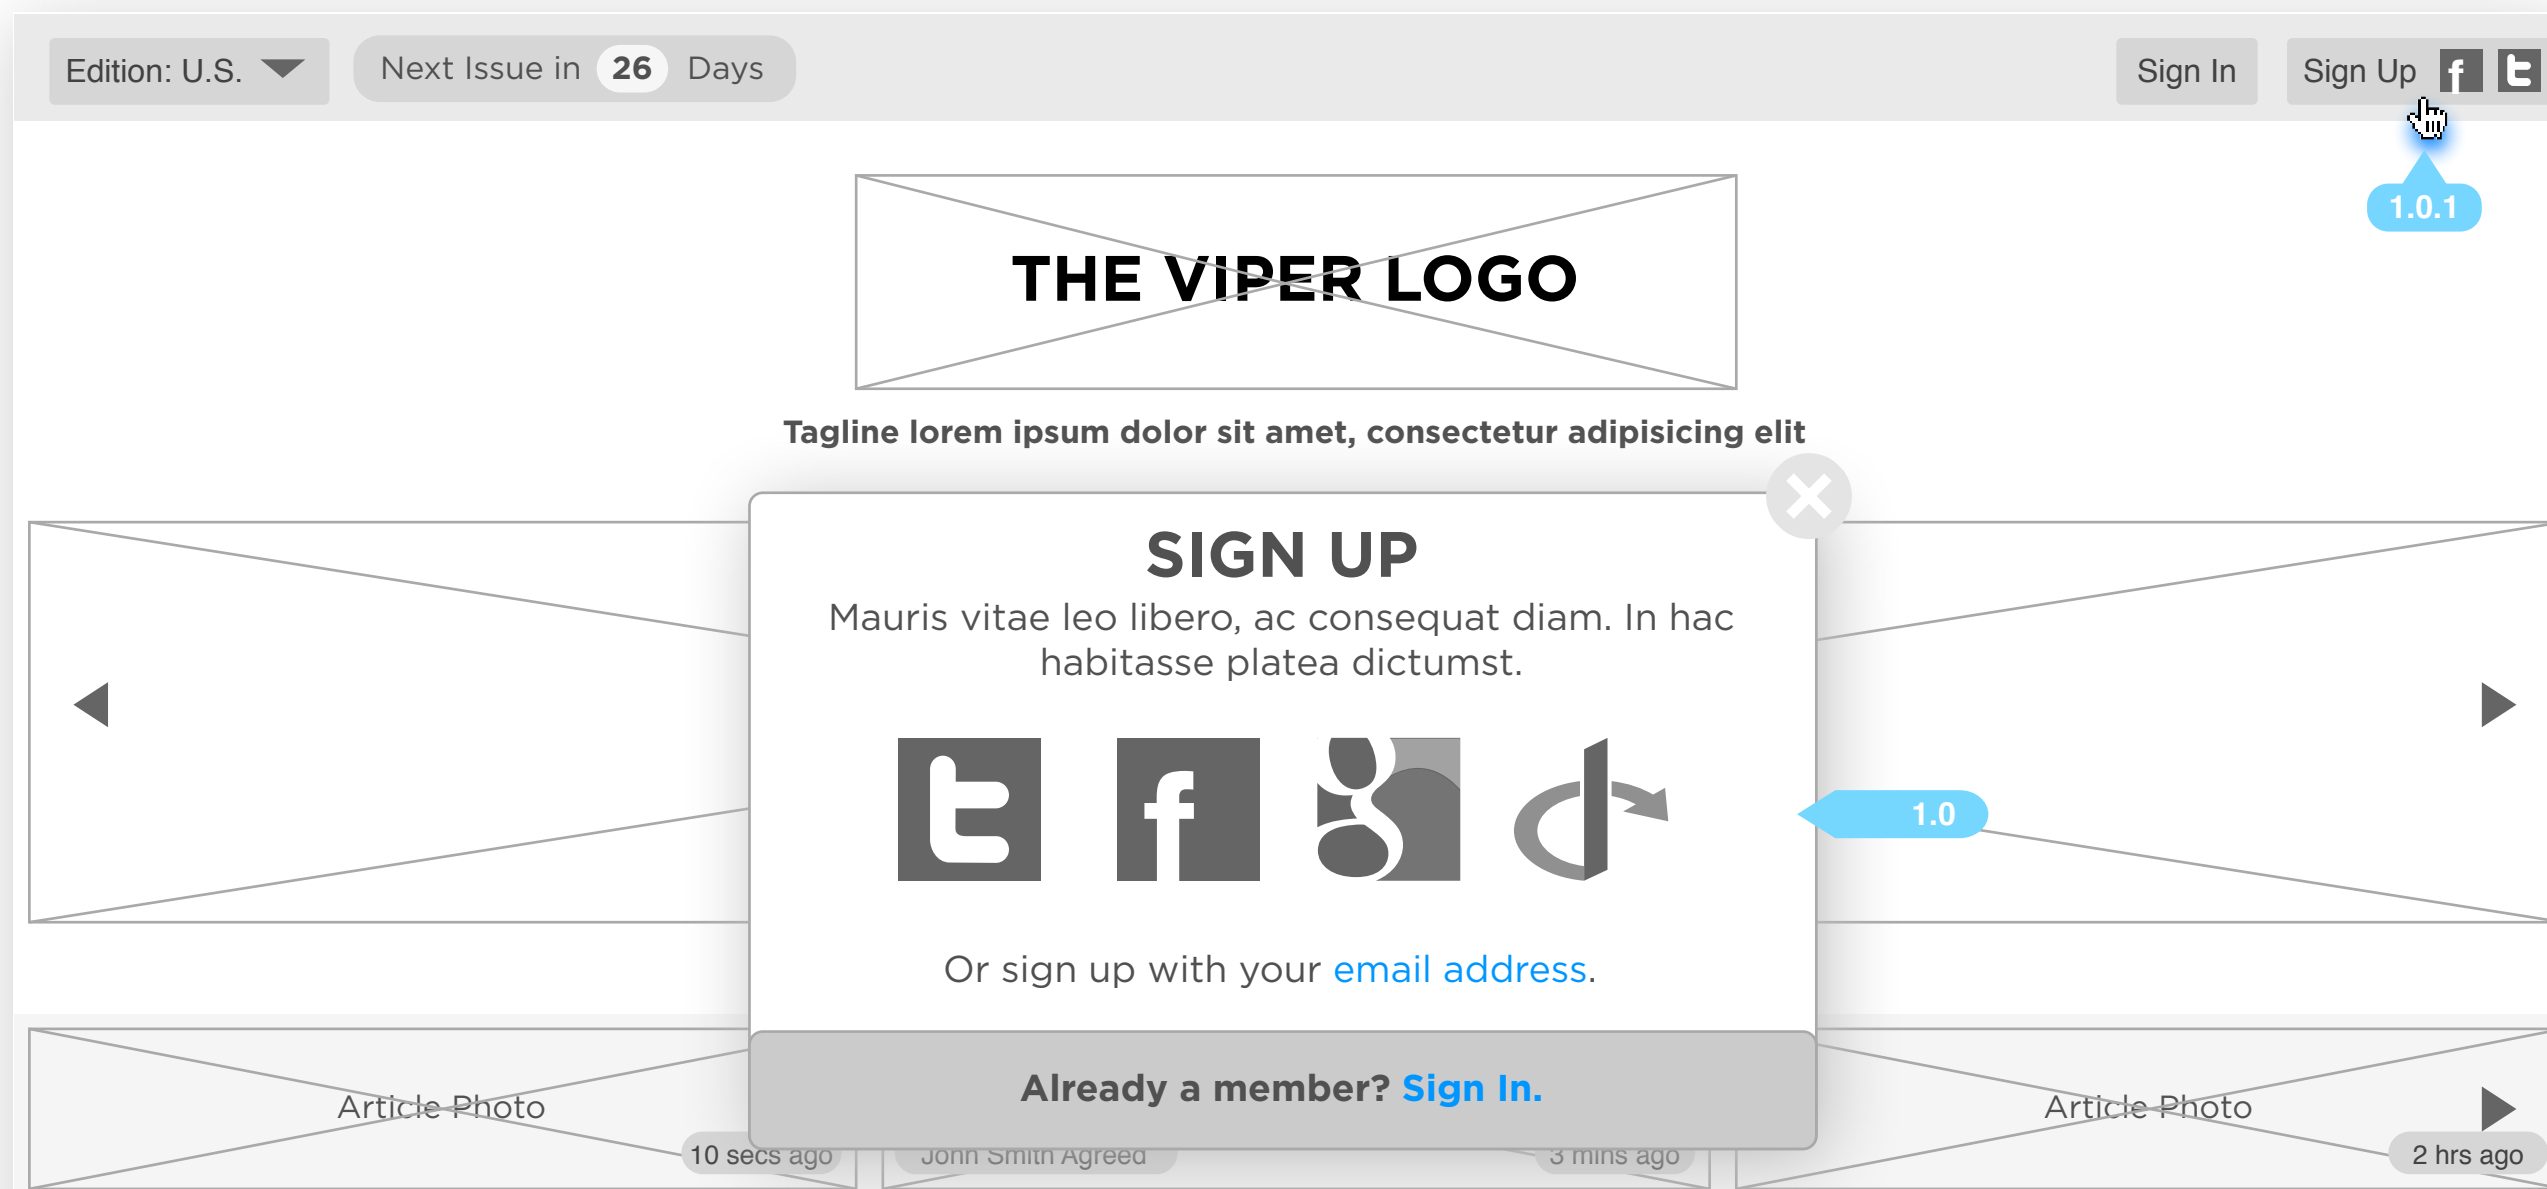 Edition: U.S.
Next Issue in 26 Days
Sign In
Sign Up
1.0.1
THE VIPER LOGO
Tagline lorem ipsum dolor sit amet, consectetur adipisicing elit
SIGN UP
Mauris vitae leo libero, ac consequat diam. In hac
habitasse platea dictumst.
1.0
Or sign up with your email address.
Already a member? Sign In.
Article Photo
Article Photo
10 secs ago
John Smith Agreed
3 mins ago
2 hrs ago